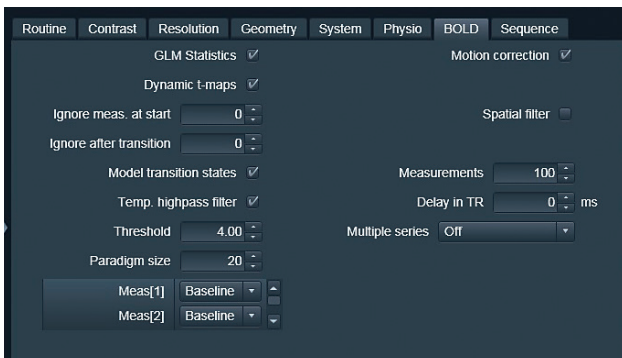 Routine Contrast Resolution Geometry System Physio BOLD Sequence
GLM Statistics Motion correction
Dynamic t-maps
Ignore meas. at start 0 Spatial filter
Ignore after transition 0
Model transition states Measurements 100
Temp. highpass filter Delay in TR 0 ms
Threshold 4.00 Multiple series Off
Paradigm size 20
Meas[1] Baseline
Meas[2] Baseline